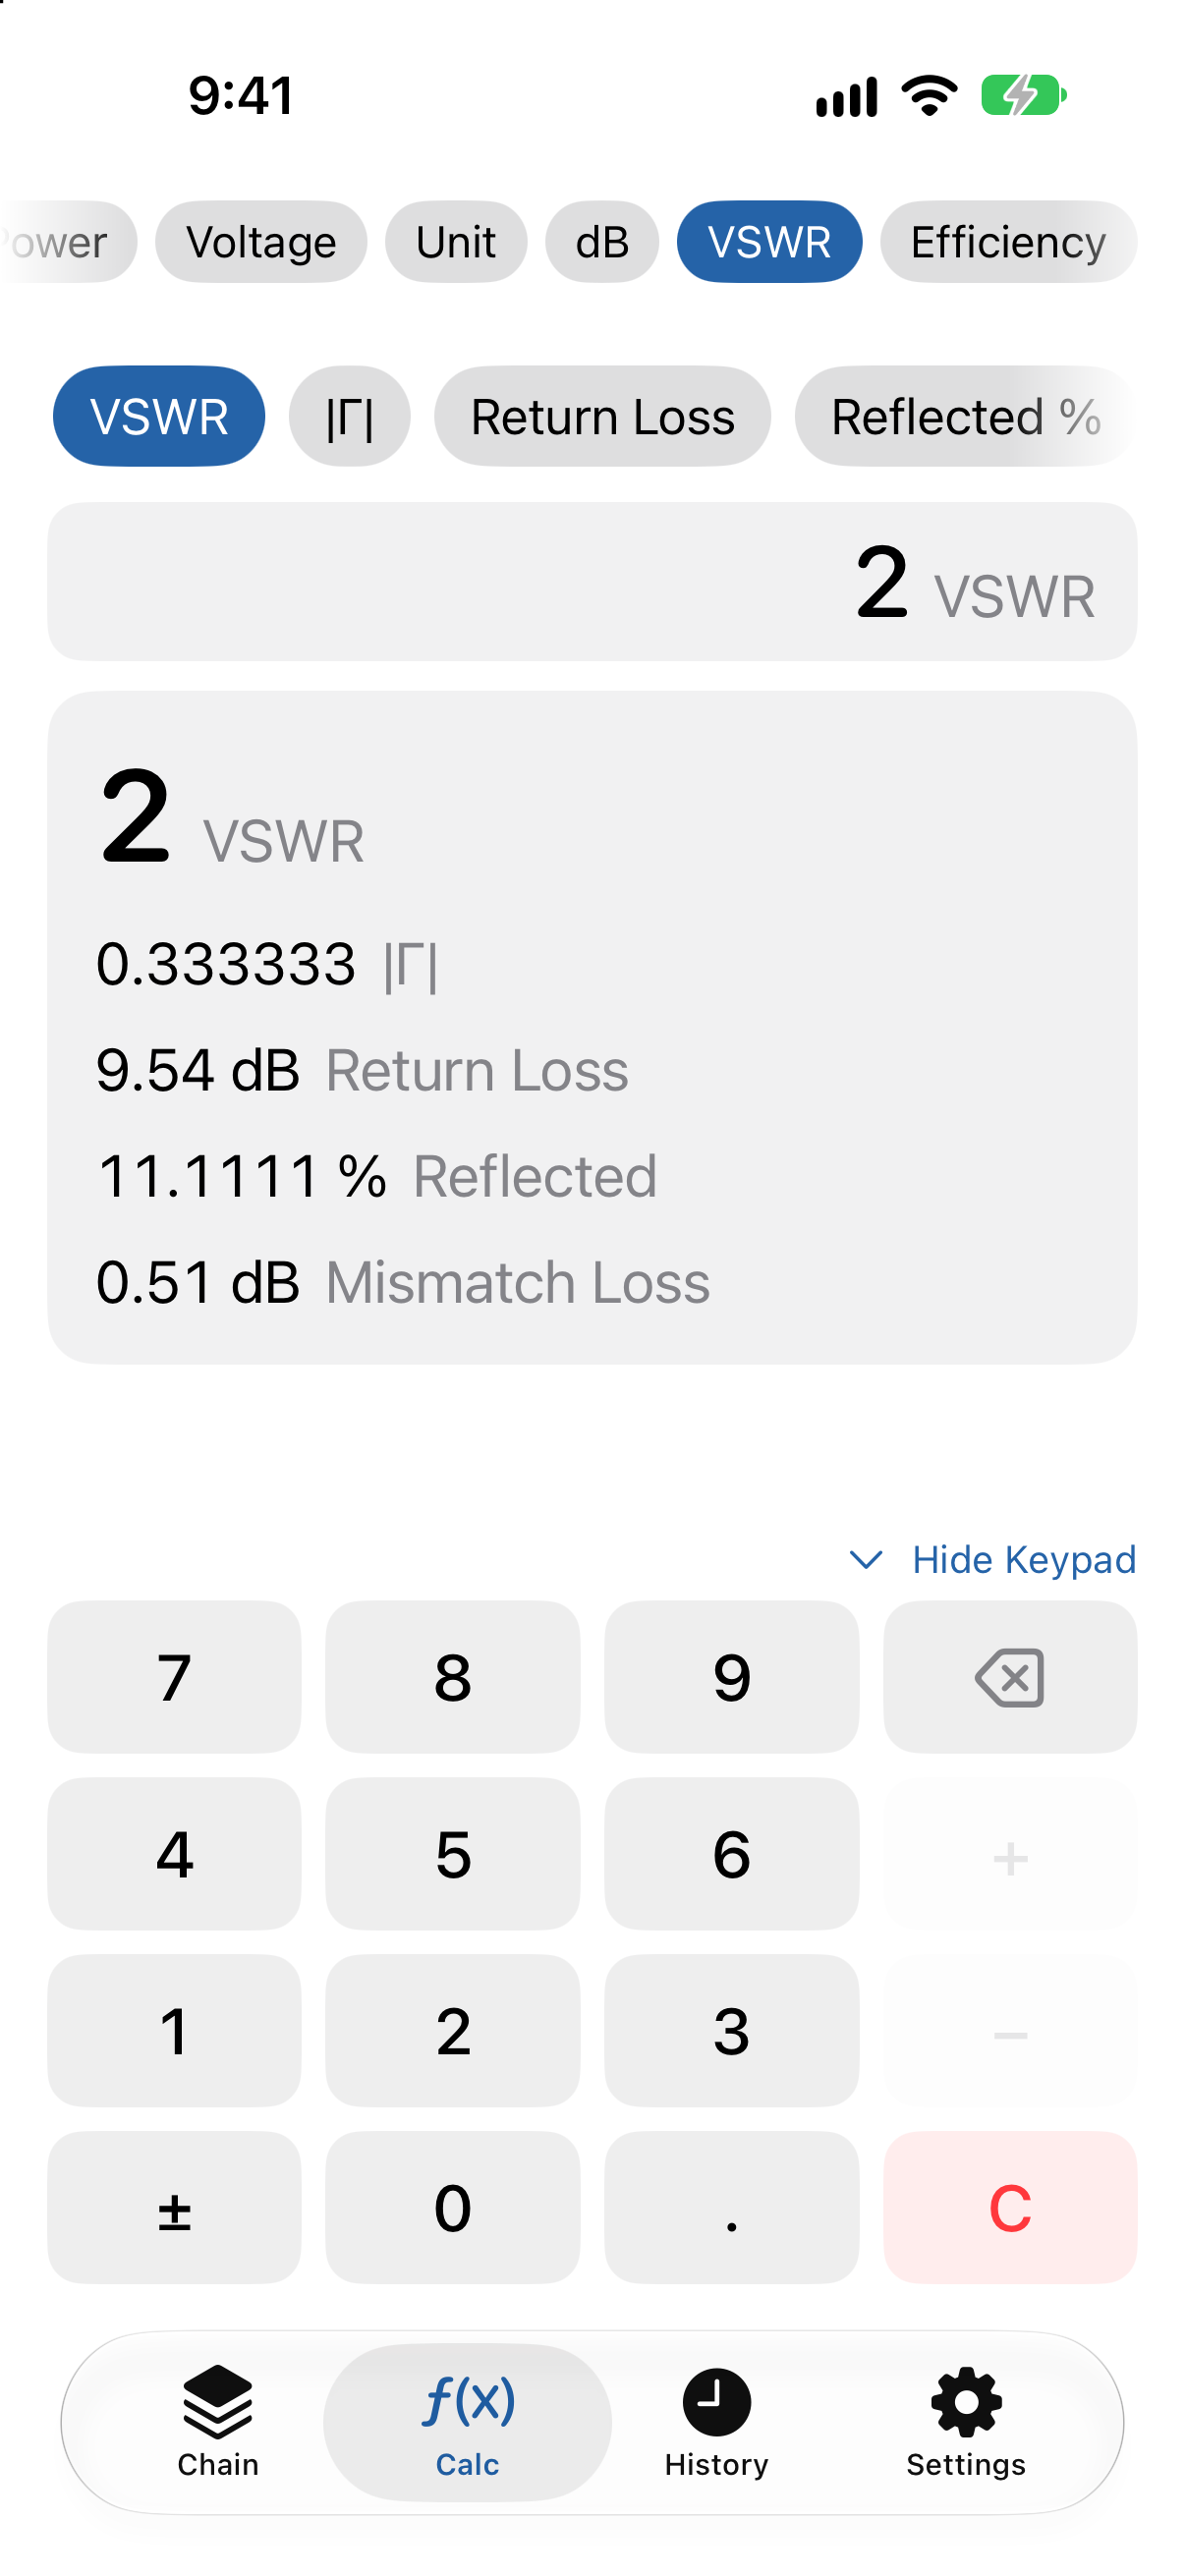 9:41
Power Voltage Unit dB VSWR Efficiency
VSWR |Γ| Return Loss Reflected %
2 VSWR
2 VSWR
0.333333 |Γ|
9.54 dB Return Loss
11.1111 % Reflected
0.51 dB Mismatch Loss
Hide Keypad
7 8 9
4 5 6 +
1 2 3 −
± 0 . C
f(x)
Chain Calc History Settings